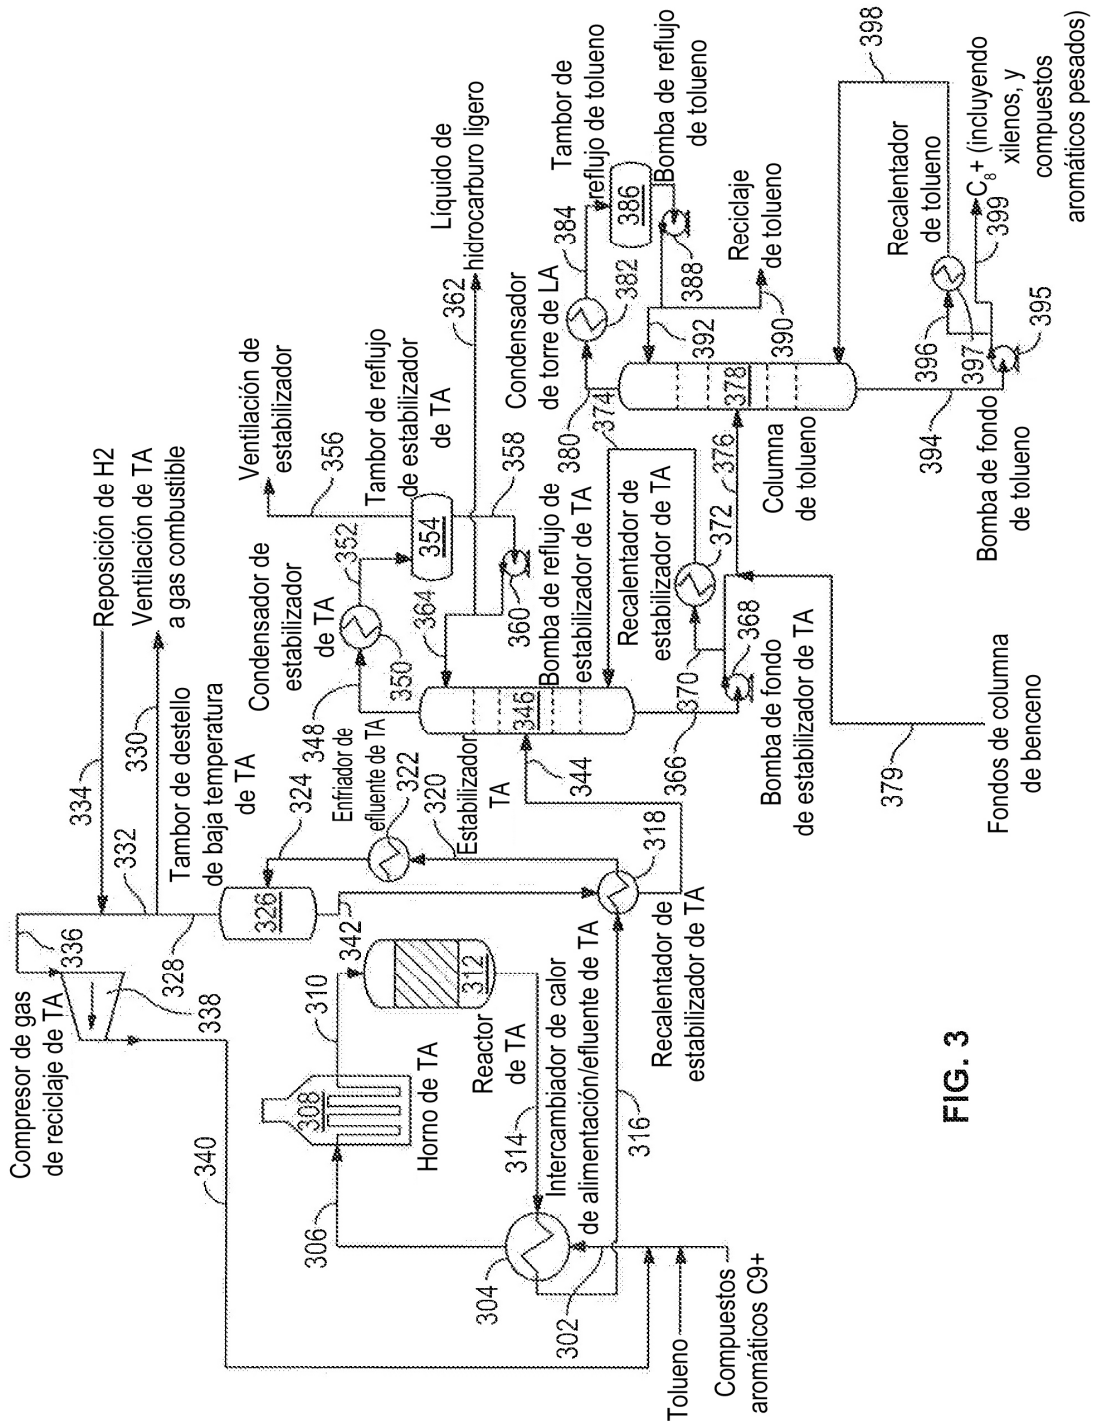 Compresor de gas
de reciclaje de TA
336
338
340
334
Reposición de H2
332
330
Ventilación de TA
a gas combustible
328
Tambor de destello
de baja temperatura
de TA
326
324
Enfriador de
efluente de TA
322
320
342
308
Horno de TA
306
310
312
Reactor
de TA
314
304
Intercambiador de calor
de alimentación/efluente de TA
316
302
Tolueno
Compuestos
aromáticos C9+
318
Recalentador de
estabilizador de TA
344
Estabilizador
TA
346
348
350
Condensador de
estabilizador
de TA
352
354
Tambor de reflujo
de estabilizador
de TA
356
Ventilación de
estabilizador
358
360
Bomba de reflujo de
estabilizador de TA
362
Líquido de
hidrocarburo ligero
364
366
368
Bomba de fondo
de estabilizador de TA
370
372
Recalentador de
estabilizador de TA
374
372
376
379
Fondos de columna
de benceno
378
Columna
de tolueno
380
382
Condensador
de torre de LA
384
386
Tambor de
reflujo de tolueno
388
Bomba de reflujo
de tolueno
390
Reciclaje
de tolueno
392
394
395
Bomba de fondo
de tolueno
396
397
Recalentador
de tolueno
398
399
C8+ (incluyendo
xilenos, y
compuestos
aromáticos pesados)
FIG. 3